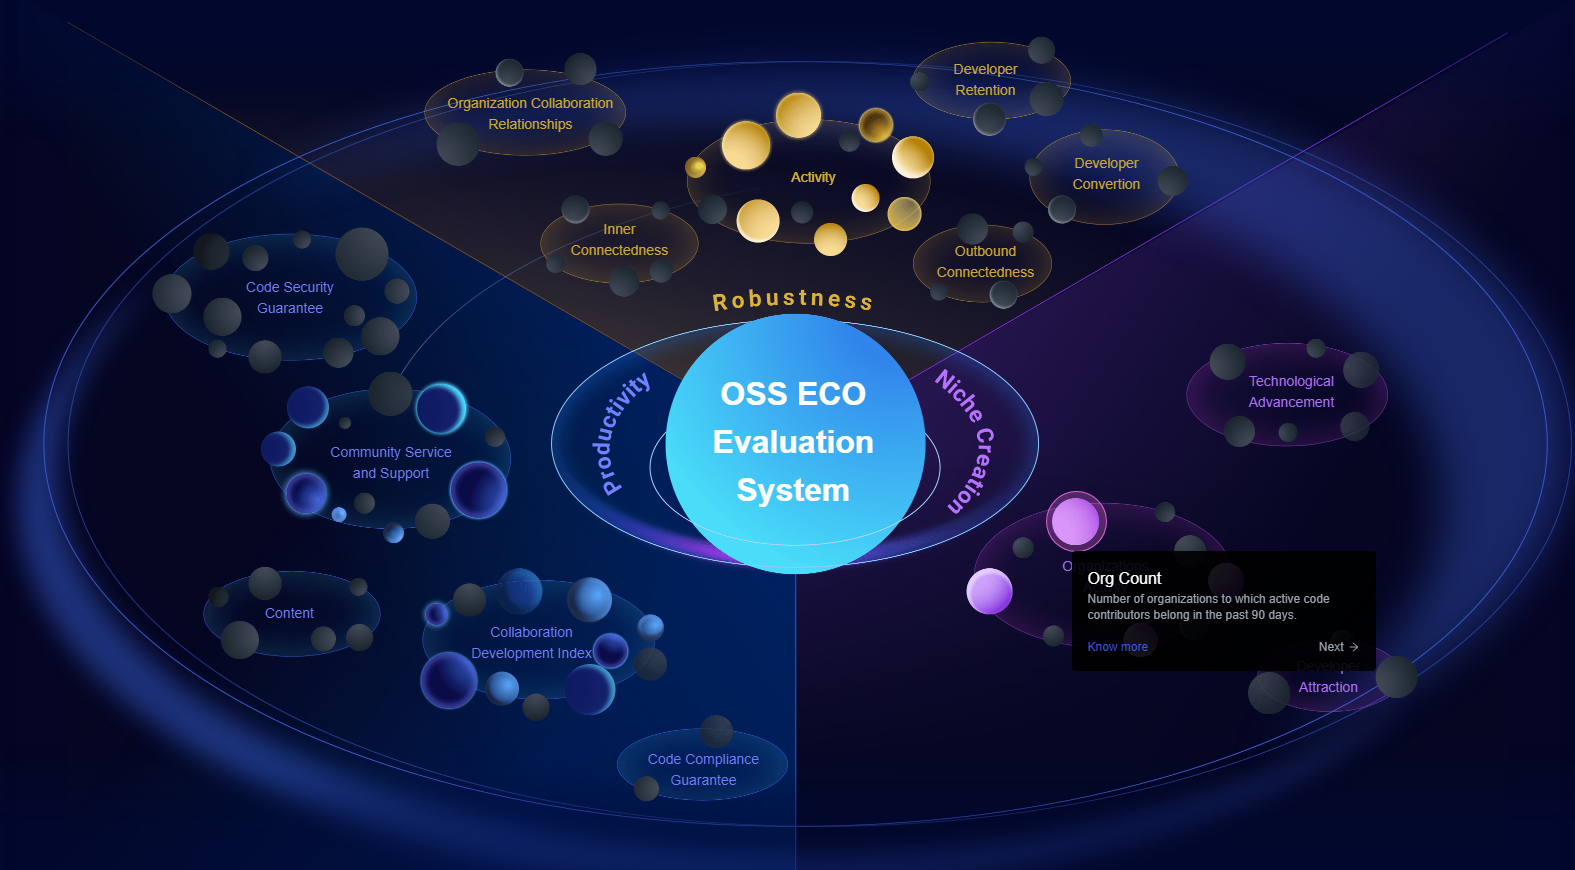 Developer
Retention
Organization Collaboration
Relationships
Activity
Developer
Convertion
Inner
Connectedness
Outbound
Connectedness
Code Security
Guarantee
Robustness
Productivity
Niche Creation
OSS ECO
Evaluation
System
Technological
Advancement
Community Service
and Support
Organizations
Org Count
Number of organizations to which active code
contributors belong in the past 90 days.
Know more
Next →
Content
Collaboration
Development Index
Developer
Attraction
Code Compliance
Guarantee